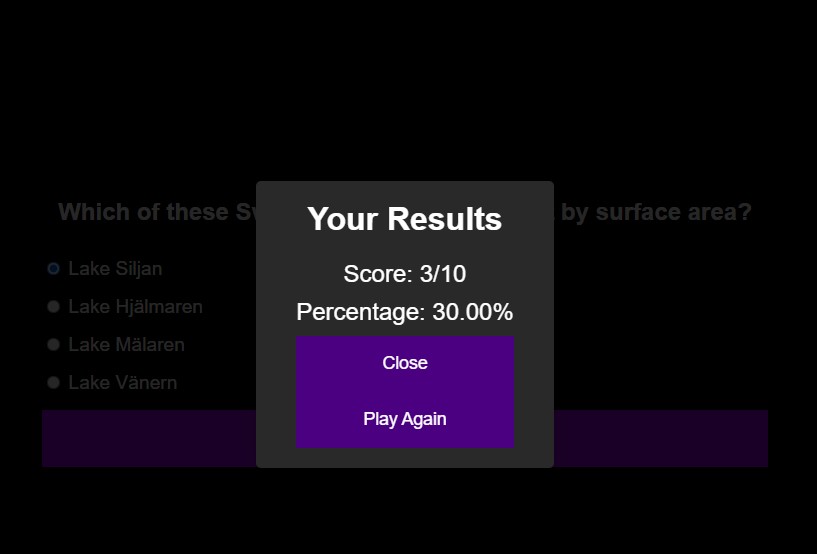 Which of these Sw by surface area?
Your Results
Lake Siljan
Score: 3/10
Lake Hjälmaren
Percentage: 30.00%
Lake Mälaren
Close
Lake Vänern
Play Again